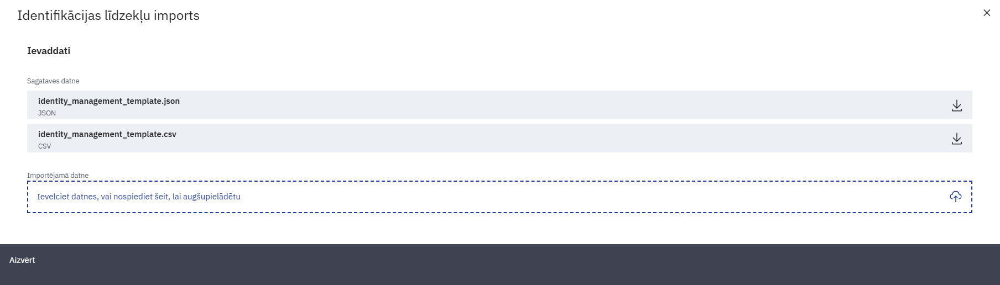 Identifikācijas līdzekļu imports
Ievaddati
Sagataves datne
identity_management_template.json
JSON
identity_management_template.csv
CSV
Importējamā datne
Ievelciet datnes, vai nospiediet šeit, lai augšupielādētu
Aizvērt